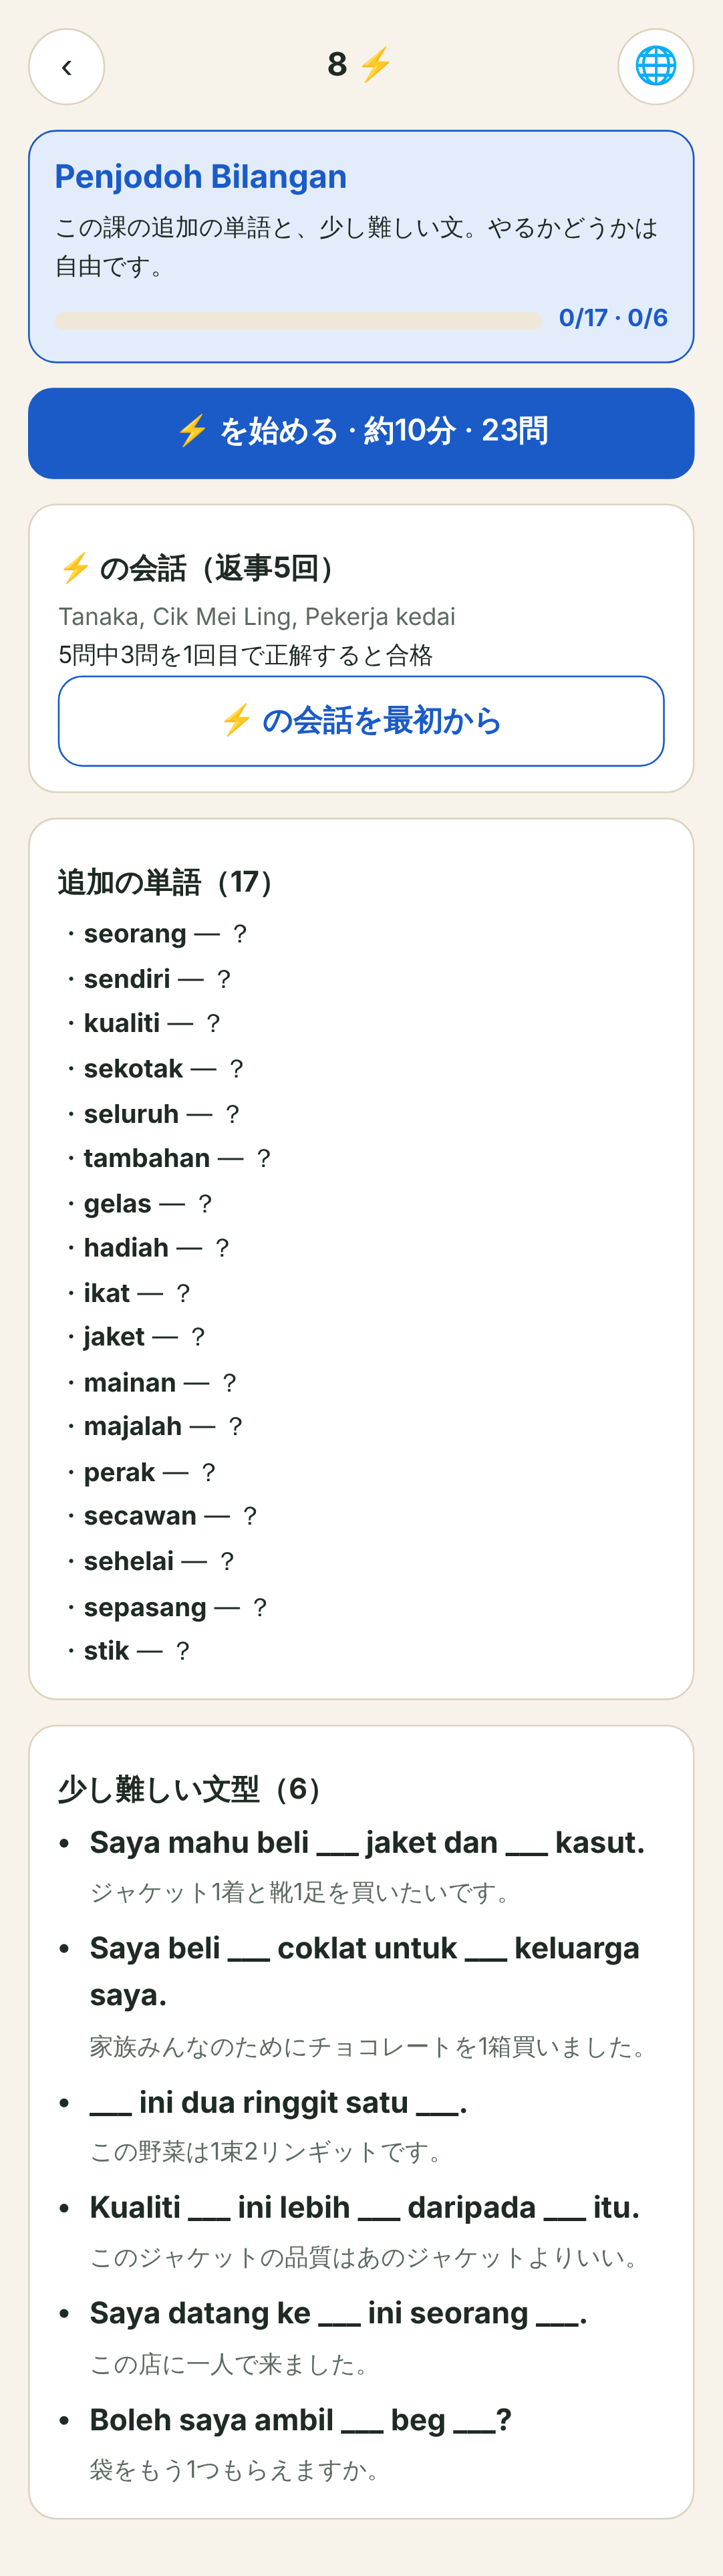 ‹
8 ⚡
🌐
Penjodoh Bilangan
この課の追加の単語と、少し難しい文。やるかどうかは
自由です。
0/17 · 0/6
⚡ を始める · 約10分 · 23問
⚡ の会話（返事5回）
Tanaka, Cik Mei Ling, Pekerja kedai
5問中3問を1回目で正解すると合格
⚡ の会話を最初から
追加の単語（17）
· seorang — ？
· sendiri — ？
· kualiti — ？
· sekotak — ？
· seluruh — ？
· tambahan — ？
· gelas — ？
· hadiah — ？
· ikat — ？
· jaket — ？
· mainan — ？
· majalah — ？
· perak — ？
· secawan — ？
· sehelai — ？
· sepasang — ？
· stik — ？
少し難しい文型（6）
• Saya mahu beli ___ jaket dan ___ kasut.
ジャケット1着と靴1足を買いたいです。
• Saya beli ___ coklat untuk ___ keluarga
saya.
家族みんなのためにチョコレートを1箱買いました。
• ___ ini dua ringgit satu ___.
この野菜は1束2リンギットです。
• Kualiti ___ ini lebih ___ daripada ___ itu.
このジャケットの品質はあのジャケットよりいい。
• Saya datang ke ___ ini seorang ___.
この店に一人で来ました。
• Boleh saya ambil ___ beg ___?
袋をもう1つもらえますか。